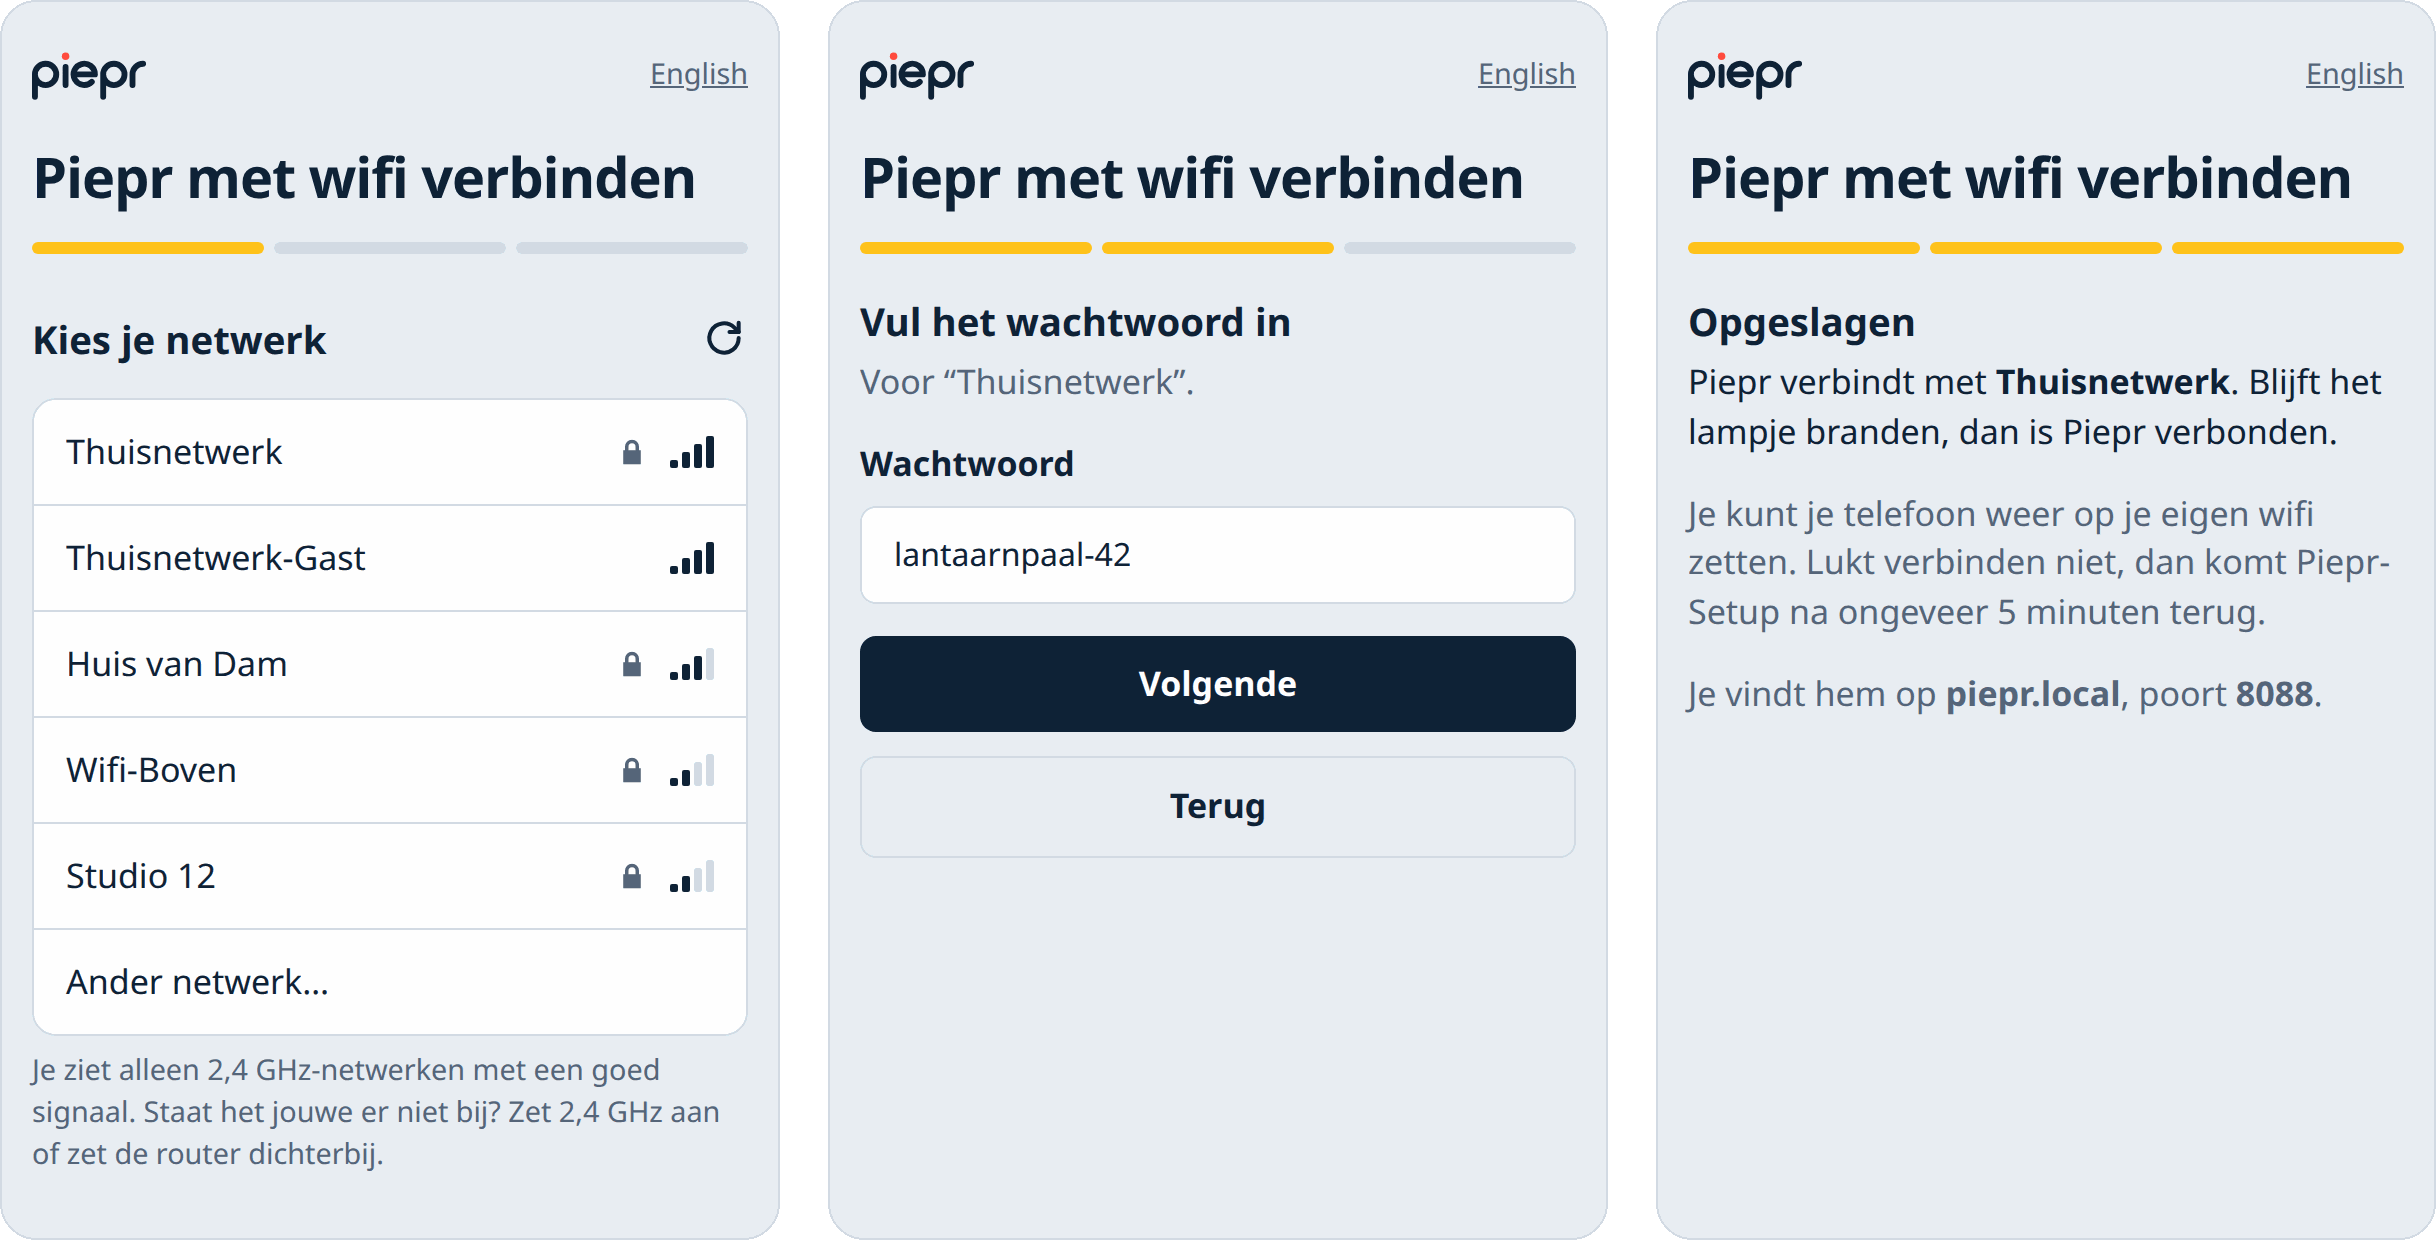 piepr
English
Piepr met wifi verbinden
Kies je netwerk
Thuisnetwerk
Thuisnetwerk-Gast
Huis van Dam
Wifi-Boven
Studio 12
Ander netwerk...
Je ziet alleen 2,4 GHz-netwerken met een goed
signaal. Staat het jouwe er niet bij? Zet 2,4 GHz aan
of zet de router dichterbij.
piepr
English
Piepr met wifi verbinden
Vul het wachtwoord in
Voor “Thuisnetwerk”.
Wachtwoord
lantaarnpaal-42
Volgende
Terug
piepr
English
Piepr met wifi verbinden
Opgeslagen
Piepr verbindt met Thuisnetwerk. Blijft het
lampje branden, dan is Piepr verbonden.
Je kunt je telefoon weer op je eigen wifi
zetten. Lukt verbinden niet, dan komt Piepr-
Setup na ongeveer 5 minuten terug.
Je vindt hem op piepr.local, poort 8088.